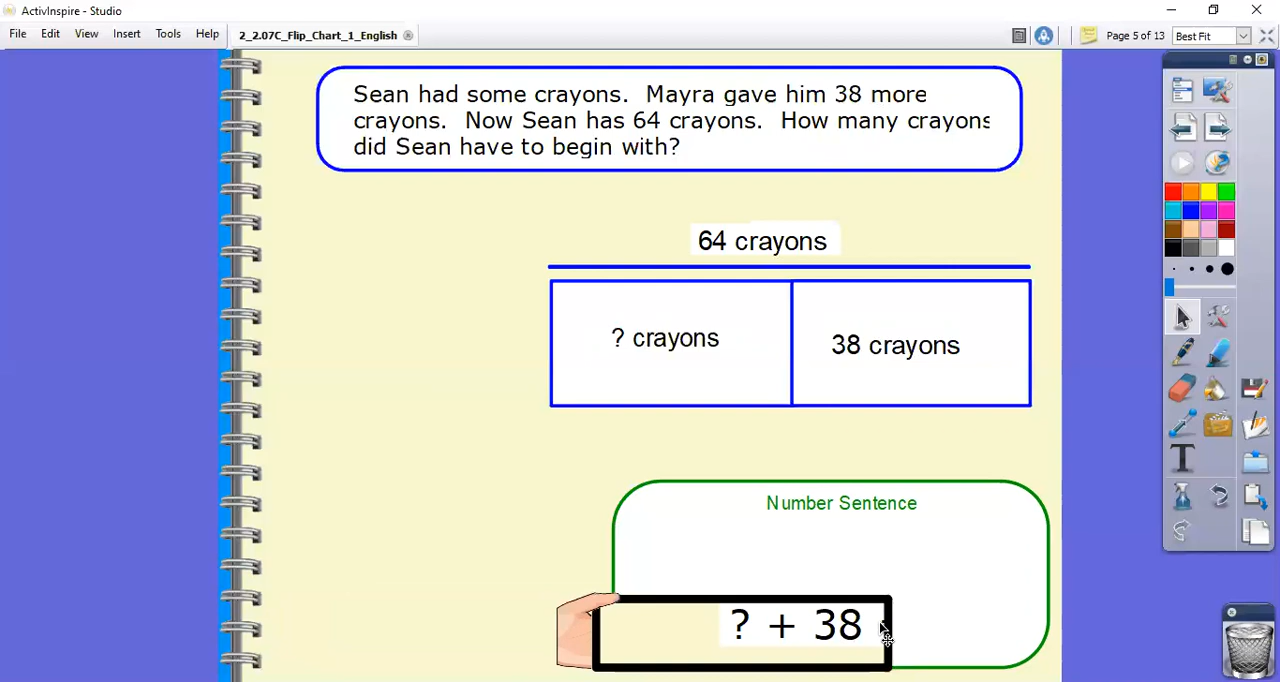 ActivInspire - Studio
File Edit View Insert Tools Help
2_2.07C_Flip_Chart_1_English
Page 5 of 13
Best Fit
Sean had some crayons. Mayra gave him 38 more
crayons. Now Sean has 64 crayons. How many crayons
did Sean have to begin with?
64 crayons
? crayons
38 crayons
Number Sentence
? + 38